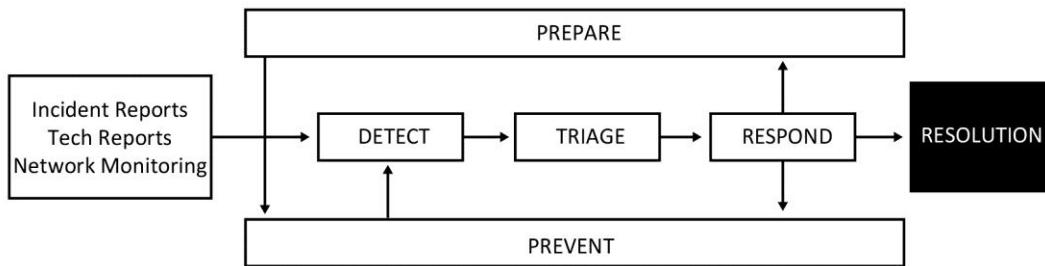 PREPARE
Incident Reports
Tech Reports
Network Monitoring
DETECT
TRIAGE
RESPOND
RESOLUTION
PREVENT